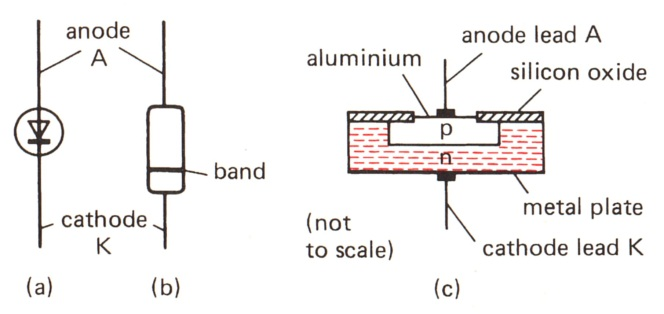 anode
A
cathode
K
(a)
band
(b)
anode lead A
aluminium
silicon oxide
p
n
metal plate
(not
to scale)
cathode lead K
(c)